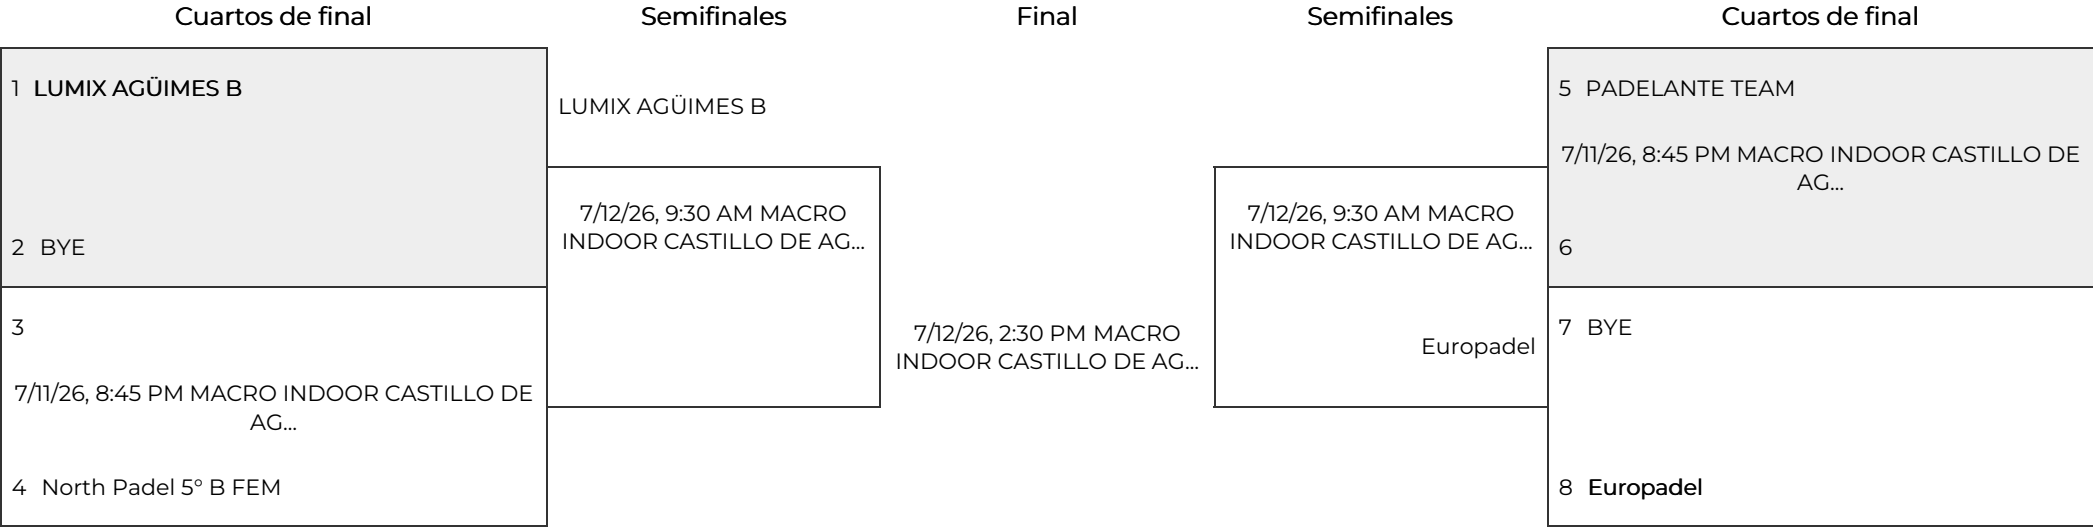 Cuartos de final
Semifinales
Final
Semifinales
Cuartos de final
1 LUMIX AGÜIMES B
2 BYE
3
7/11/26, 8:45 PM MACRO INDOOR CASTILLO DE
AG...
4 North Padel 5º B FEM
LUMIX AGÜIMES B
7/12/26, 9:30 AM MACRO
INDOOR CASTILLO DE AG...
7/12/26, 2:30 PM MACRO
INDOOR CASTILLO DE AG...
7/12/26, 9:30 AM MACRO
INDOOR CASTILLO DE AG...
Europadel
5 PADELANTE TEAM
7/11/26, 8:45 PM MACRO INDOOR CASTILLO DE
AG...
6
7 BYE
8 Europadel